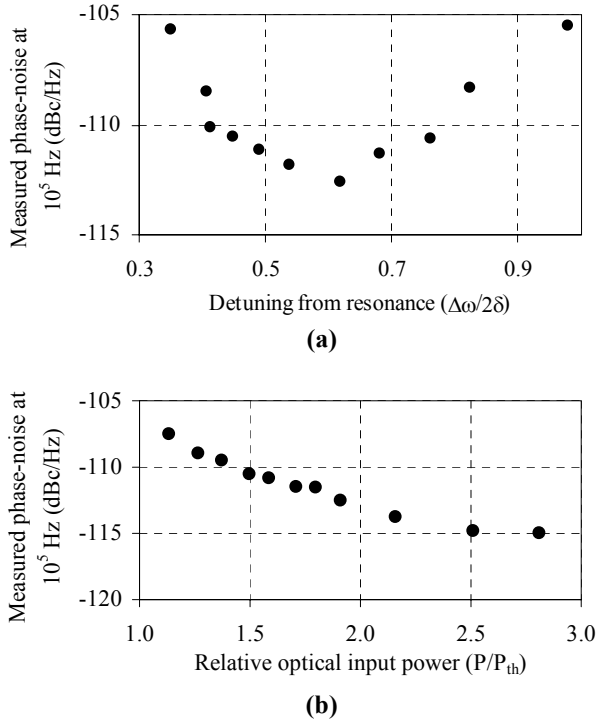 Measured phase-noise at
10⁵ Hz (dBc/Hz)
-105
-110
-115
0.3 0.5 0.7 0.9
Detuning from resonance (Δω/2δ)
(a)
Measured phase-noise at
10⁵ Hz (dBc/Hz)
-105
-110
-115
-120
1.0 1.5 2.0 2.5 3.0
Relative optical input power (P/Pth)
(b)